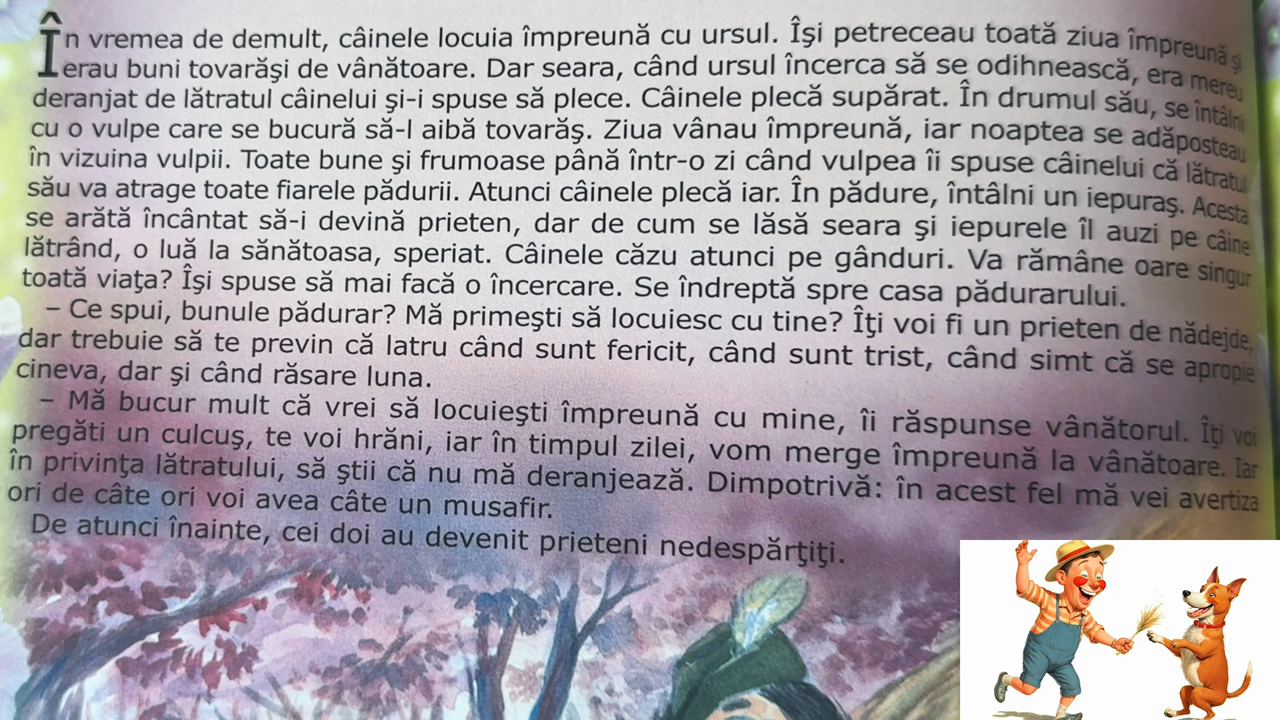 În vremea de demult, câinele locuia împreună cu ursul. Îşi petreceau toată ziua împreună şi
erau buni tovarăşi de vânătoare. Dar seara, când ursul încerca să se odihnească, era mereu
deranjat de lătratul câinelui şi-i spuse să plece. Câinele plecă supărat. În drumul său, se întâlni
cu o vulpe care se bucură să-l aibă tovarăş. Ziua vânau împreună, iar noaptea se adăposteau
în vizuina vulpii. Toate bune şi frumoase până într-o zi când vulpea îi spuse câinelui că lătratul
său va atrage toate fiarele pădurii. Atunci câinele plecă iar. În pădure, întâlni un iepuraş. Acesta
se arătă încântat să-i devină prieten, dar de cum se lăsă seara şi iepurele îl auzi pe câine
lătrând, o luă la sănătoasa, speriat. Câinele căzu atunci pe gânduri. Va rămâne oare singur
toată viaţa? Îşi spuse să mai facă o încercare. Se îndreptă spre casa pădurarului.
– Ce spui, bunule pădurar? Mă primeşti să locuiesc cu tine? Îţi voi fi un prieten de nădejde,
dar trebuie să te previn că latru când sunt fericit, când sunt trist, când simt că se apropie
cineva, dar şi când răsare luna.
– Mă bucur mult că vrei să locuieşti împreună cu mine, îi răspunse vânătorul. Îţi voi
pregăti un culcuş, te voi hrăni, iar în timpul zilei, vom merge împreună la vânătoare. Iar
în privinţa lătratului, să ştii că nu mă deranjează. Dimpotrivă: în acest fel mă vei avertiza
ori de câte ori voi avea câte un musafir.
De atunci înainte, cei doi au devenit prieteni nedespărţiţi.